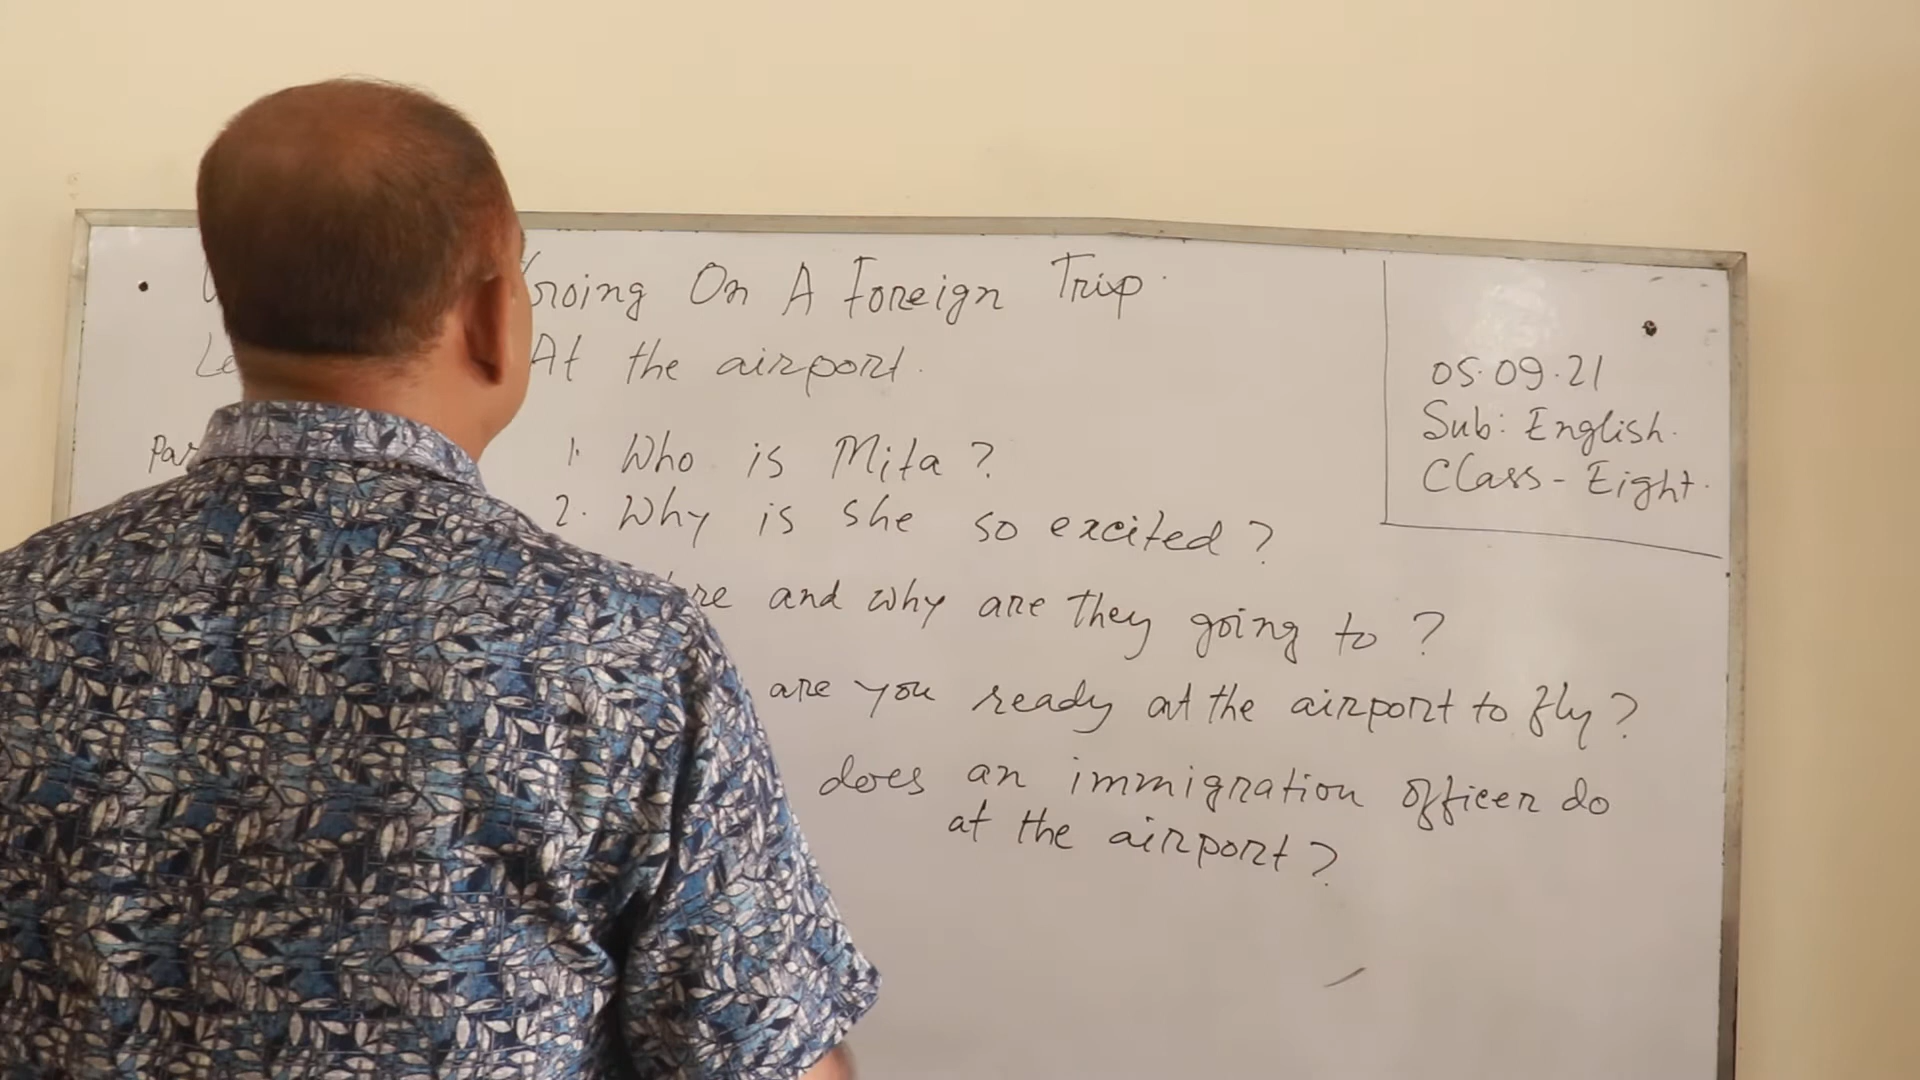 Going On A Foreign Trip.
At the airport.
1. Who is Mita?
2. Why is she so excited?
and why are they going to?
are you ready at the airport to fly?
does an immigration officer do
at the airport?
05.09.21
Sub: English.
Class - Eight.